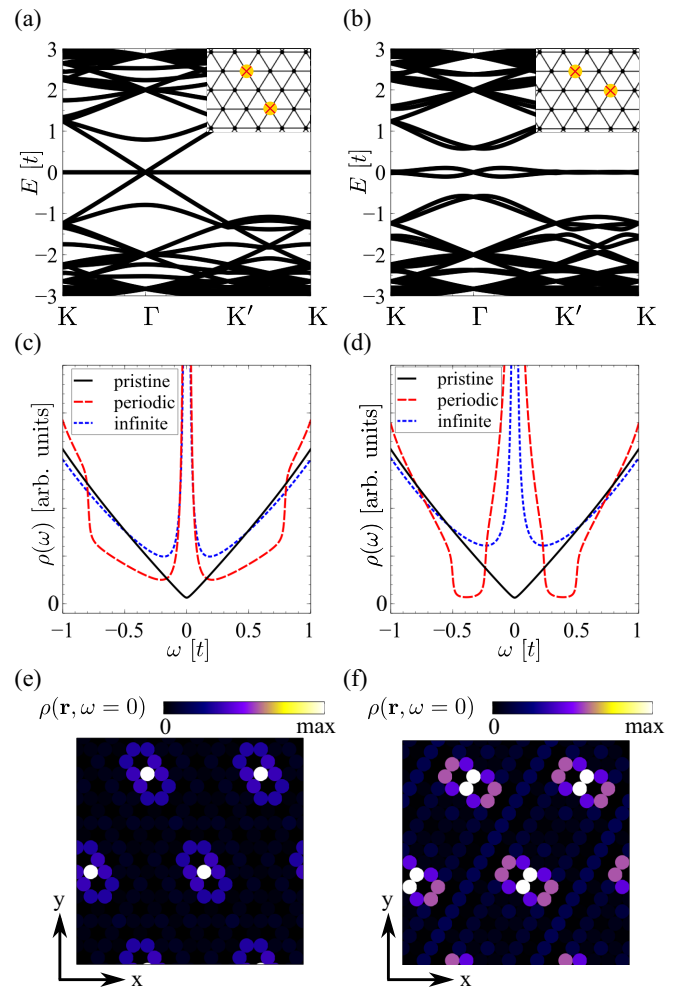 (a) (b)
3 3
2 2
1 1
0 0
−1 −1
−2 −2
−3 −3
E [t] E [t]
K Γ K′ K K Γ K′ K
(c) (d)
pristine pristine
periodic periodic
infinite infinite
ρ(ω) [arb. units] ρ(ω) [arb. units]
0 0
−1 −0.5 0 0.5 1 −1 −0.5 0 0.5 1
ω [t] ω [t]
(e) (f)
ρ(r, ω = 0) ρ(r, ω = 0)
0 max 0 max
y y
x x